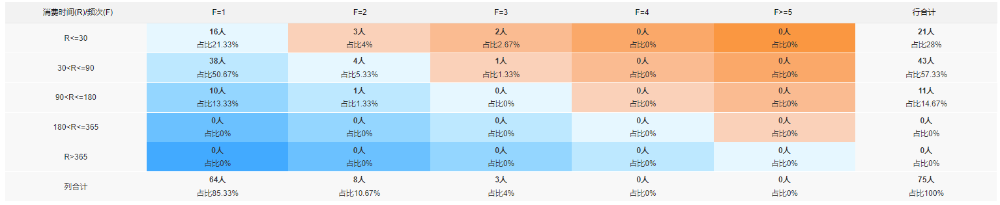 消费时间(R)/频次(F) F=1 F=2 F=3 F=4 F>=5 行合计
R<=30
16人 3人 2人 0人 0人 21人
占比21.33% 占比4% 占比2.67% 占比0% 占比0% 占比28%
30<R<=90
38人 4人 1人 0人 0人 43人
占比50.67% 占比5.33% 占比1.33% 占比0% 占比0% 占比57.33%
90<R<=180
10人 1人 0人 0人 0人 11人
占比13.33% 占比1.33% 占比0% 占比0% 占比0% 占比14.67%
180<R<=365
0人 0人 0人 0人 0人 0人
占比0% 占比0% 占比0% 占比0% 占比0% 占比0%
R>365
0人 0人 0人 0人 0人 0人
占比0% 占比0% 占比0% 占比0% 占比0% 占比0%
列合计
64人 8人 3人 0人 0人 75人
占比85.33% 占比10.67% 占比4% 占比0% 占比0% 占比100%